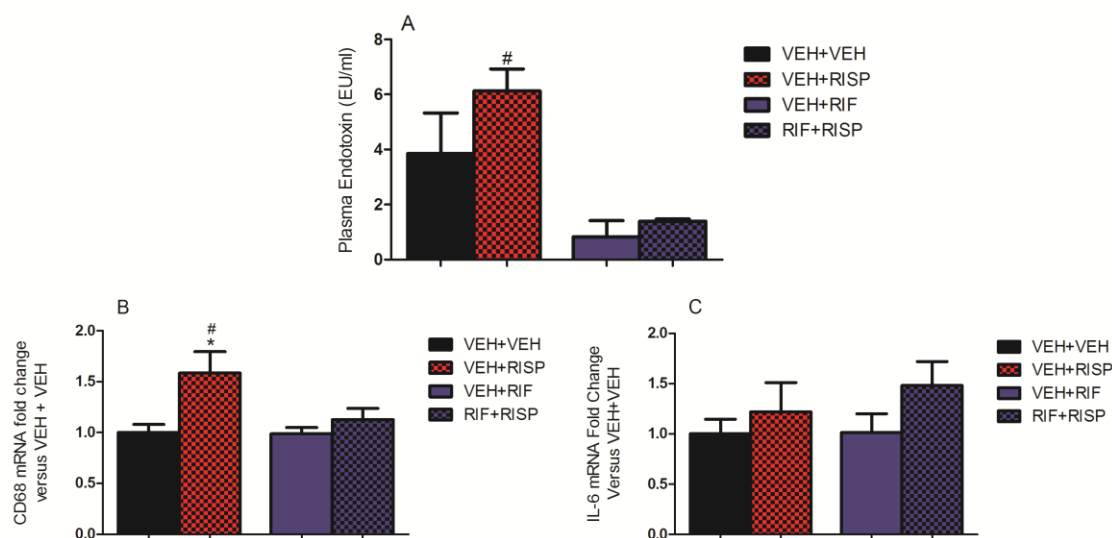 A
Plasma Endotoxin (EU/ml)
8
6
4
2
0
#
VEH+VEH
VEH+RISP
VEH+RIF
RIF+RISP
B
CD68 mRNA fold change
versus VEH + VEH
2.0
1.5
1.0
0.5
0.0
#
*
VEH+VEH
VEH+RISP
VEH+RIF
RIF+RISP
C
IL-6 mRNA Fold Change
Versus VEH+VEH
2.0
1.5
1.0
0.5
0.0
VEH+VEH
VEH+RISP
VEH+RIF
RIF+RISP